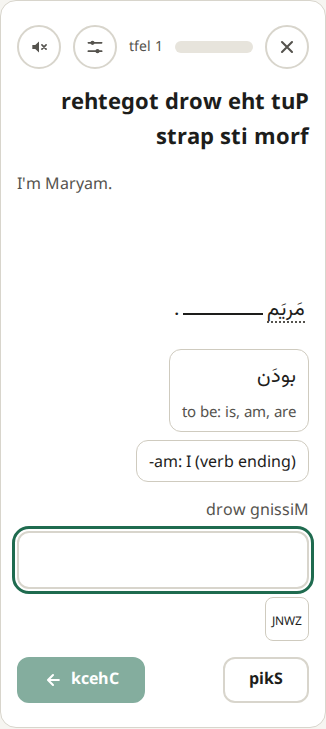 tfel 1
rehtegot drow eht tuP
strap sti morf
I'm Maryam.
مَریَم ـــــــــ .
بودَن
to be: is, am, are
-am: I (verb ending)
drow gnissiM
JNWZ
kcehC
pikS